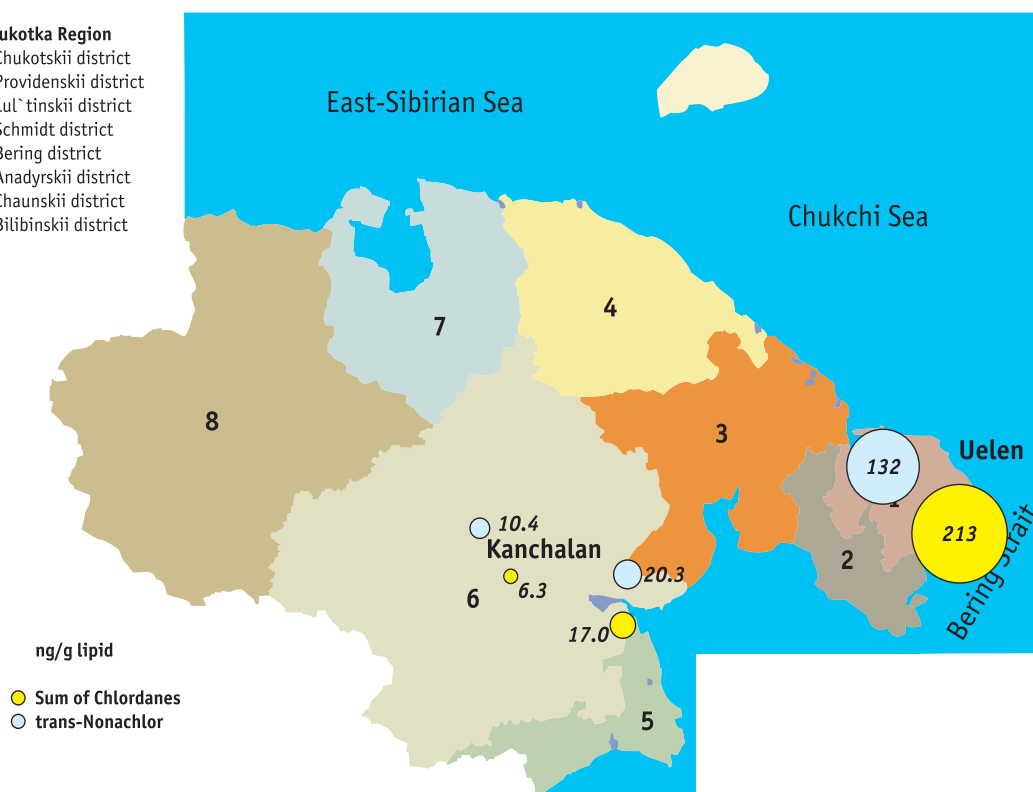 ukotka Region
Chukotskii district
Providenskii district
ul`tinskii district
Schmidt district
Bering district
Anadyrskii district
Chaunskii district
Bilibinskii district
East-Sibirian Sea
Chukchi Sea
4
7
8
3
Uelen
132
1
213
2
Bering Strait
10.4
Kanchalan
20.3
6.3
6
17.0
5
ng/g lipid
Sum of Chlordanes
trans-Nonachlor